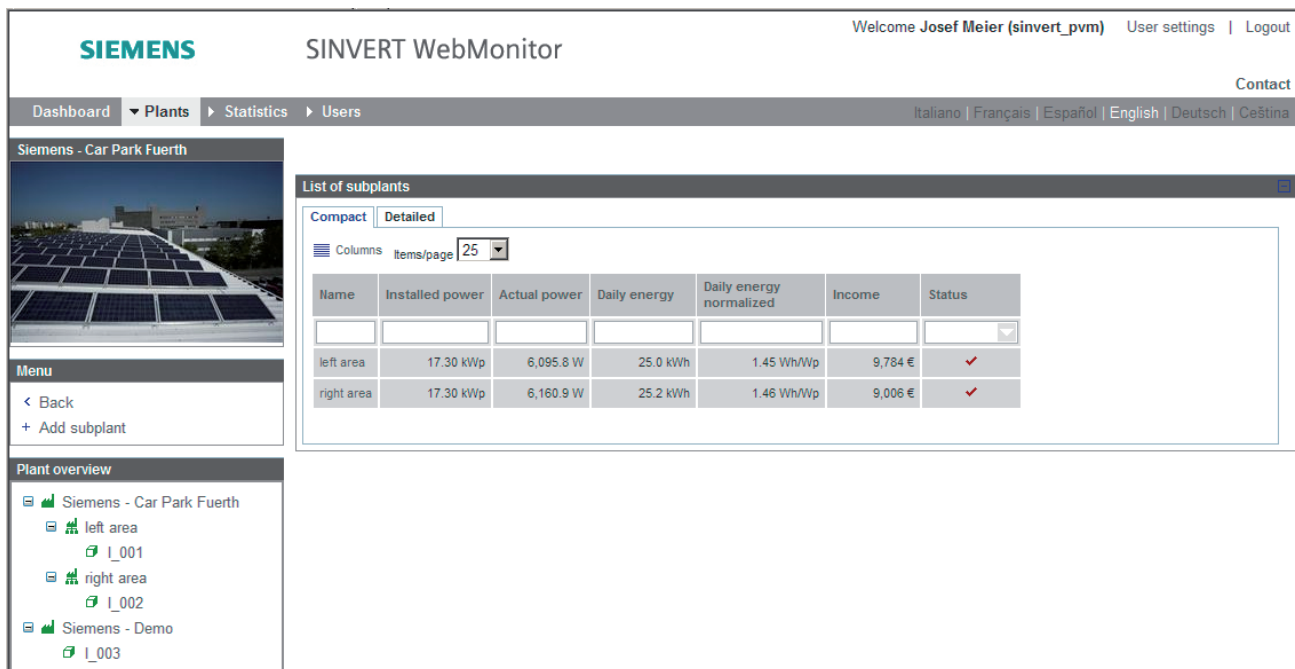 Welcome Josef Meier (sinvert_pvm) User settings | Logout
SIEMENS SINVERT WebMonitor
Contact
Dashboard Plants Statistics Users Italiano | Français | Español | English | Deutsch | Ceština
Siemens - Car Park Fuerth
List of subplants
Compact Detailed
Columns Items/page 25
Name Installed power Actual power Daily energy Daily energy normalized Income Status
left area 17.30 kWp 6,095.8 W 25.0 kWh 1.45 Wh/Wp 9,784 €
right area 17.30 kWp 6,160.9 W 25.2 kWh 1.46 Wh/Wp 9,006 €
Menu
< Back
+ Add subplant
Plant overview
Siemens - Car Park Fuerth
left area
I_001
right area
I_002
Siemens - Demo
I_003